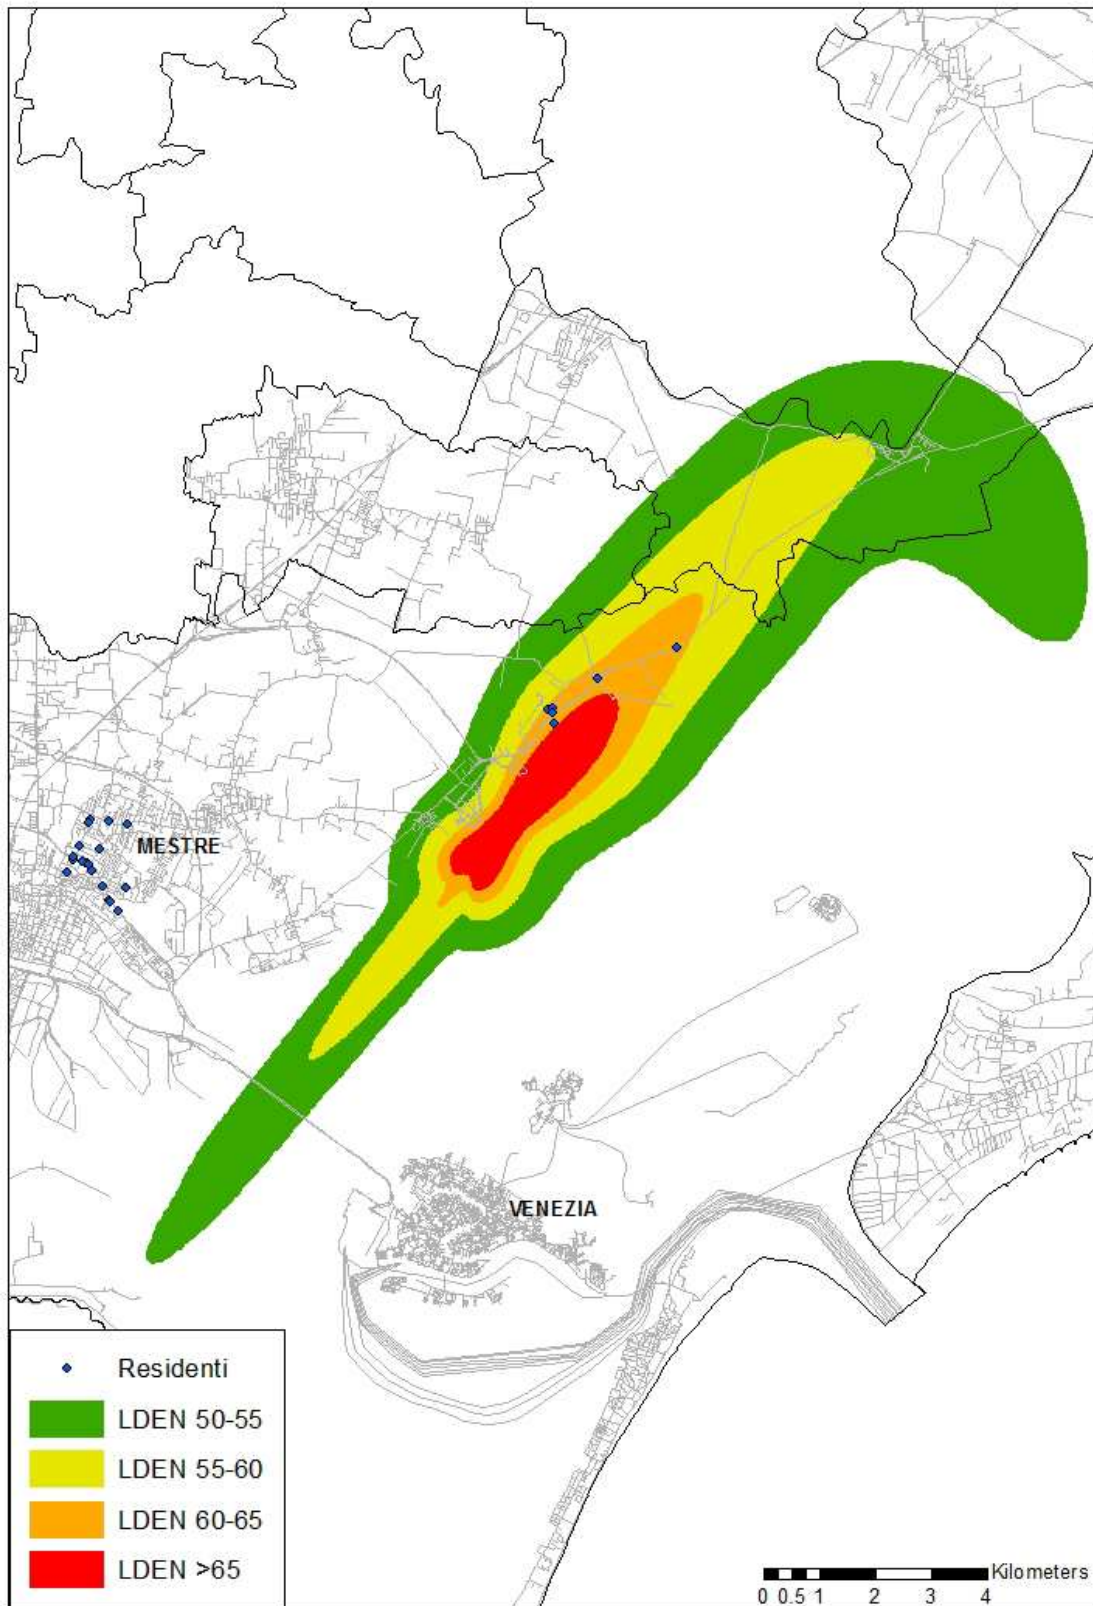 MESTRE
VENEZIA
Residenti
LDEN 50-55
LDEN 55-60
LDEN 60-65
LDEN >65
Kilometers
0 0.5 1 2 3 4